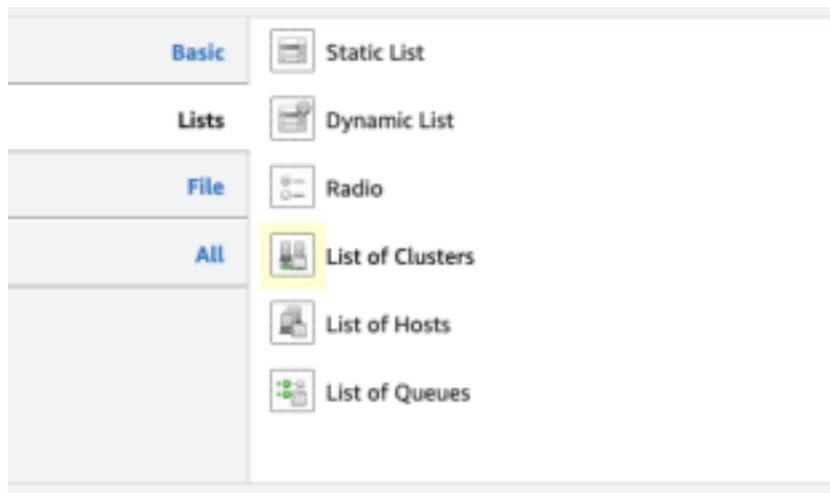 Basic
Lists
File
All
Static List
Dynamic List
Radio
List of Clusters
List of Hosts
List of Queues